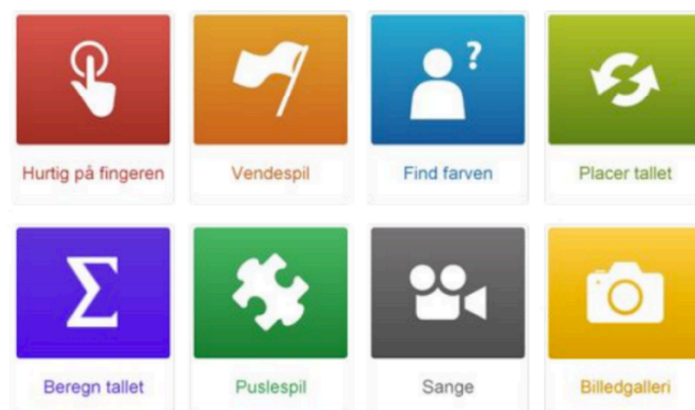 Hurtig på fingeren
Vendespil
Find farven
Placer tallet
Beregn tallet
Puslespil
Sange
Billedgalleri